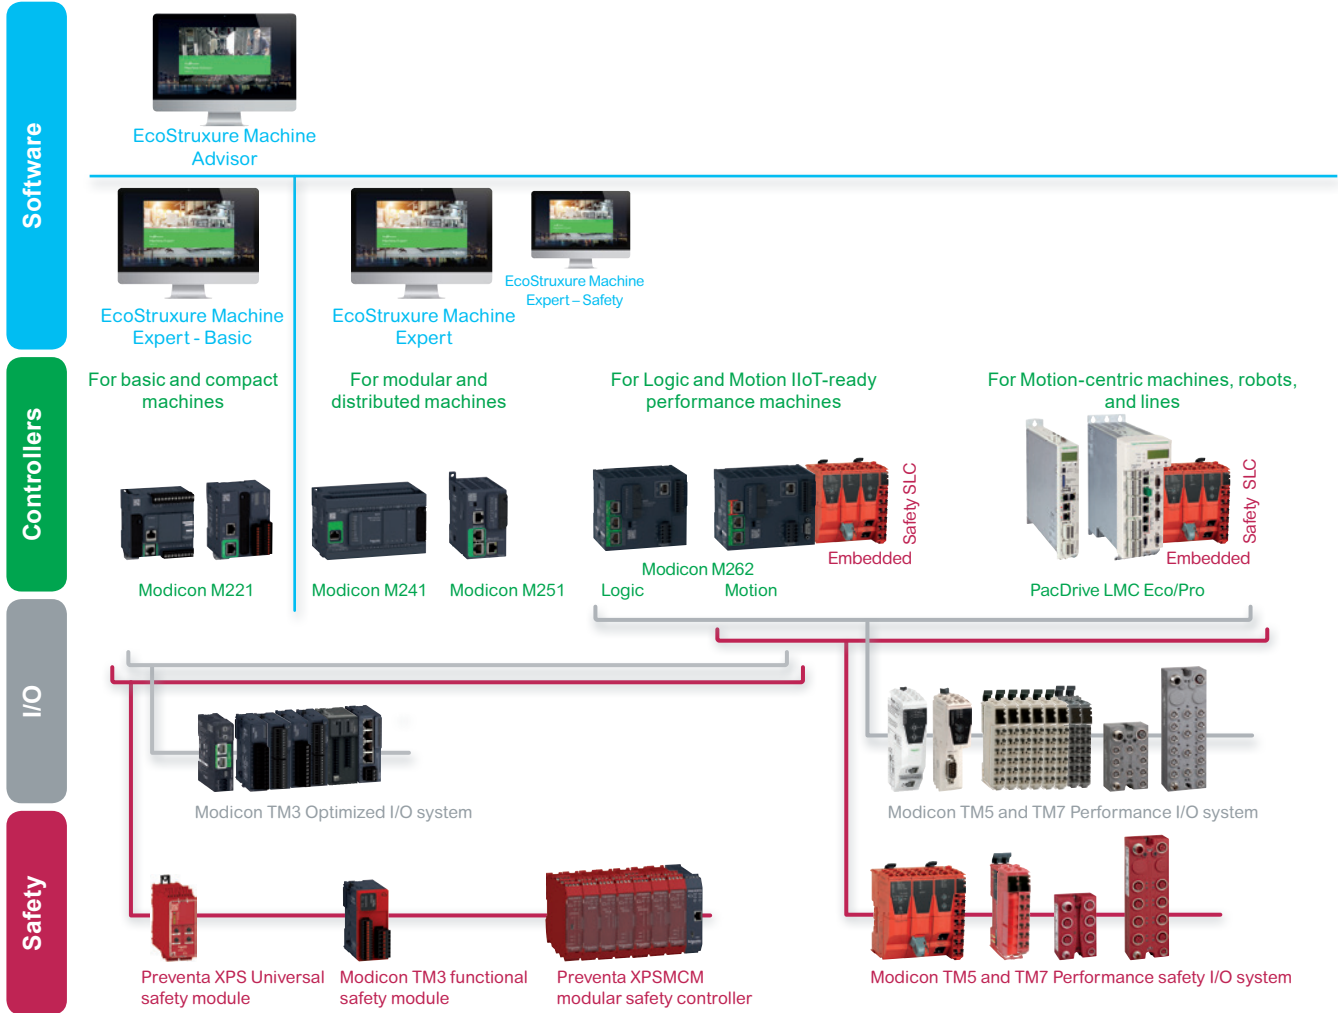 Software
EcoStruxure Machine
Advisor
EcoStruxure Machine
Expert - Basic
EcoStruxure Machine
Expert
EcoStruxure Machine
Expert – Safety
Controllers
For basic and compact
machines
For modular and
distributed machines
For Logic and Motion IIoT-ready
performance machines
For Motion-centric machines, robots,
and lines
Safety SLC
Embedded
Safety SLC
Embedded
Modicon M221
Modicon M241
Modicon M251
Modicon M262
Logic
Motion
PacDrive LMC Eco/Pro
I/O
Modicon TM3 Optimized I/O system
Modicon TM5 and TM7 Performance I/O system
Safety
Preventa XPS Universal
safety module
Modicon TM3 functional
safety module
Preventa XPSMCM
modular safety controller
Modicon TM5 and TM7 Performance safety I/O system